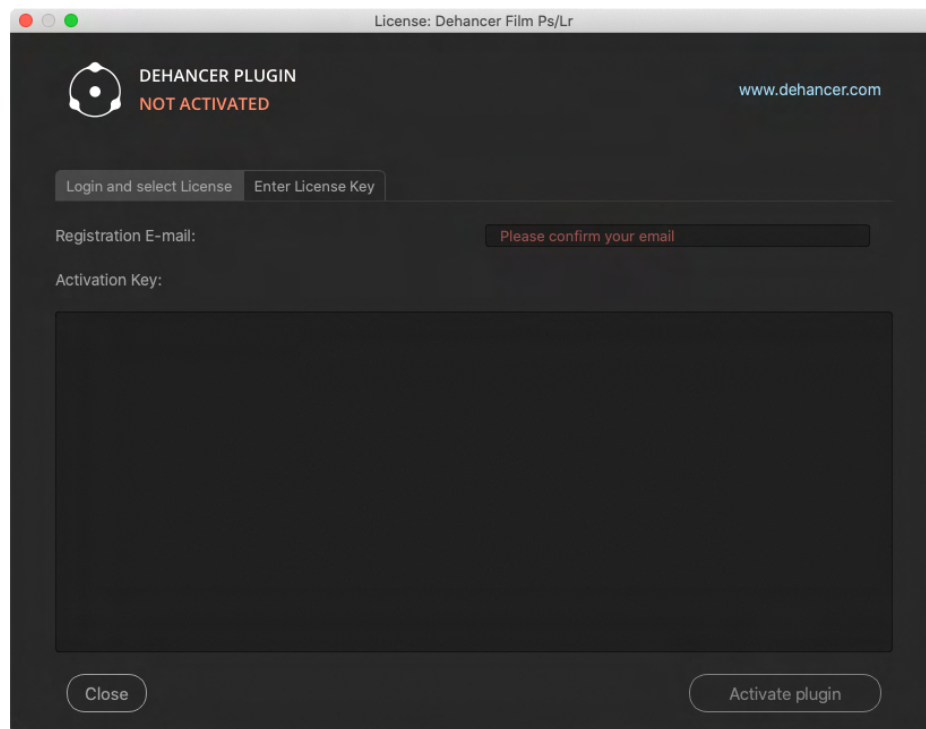 License: Dehancer Film Ps/Lr
DEHANCER PLUGIN
NOT ACTIVATED
www.dehancer.com
Login and select License
Enter License Key
Registration E-mail:
Please confirm your email
Activation Key:
Close
Activate plugin